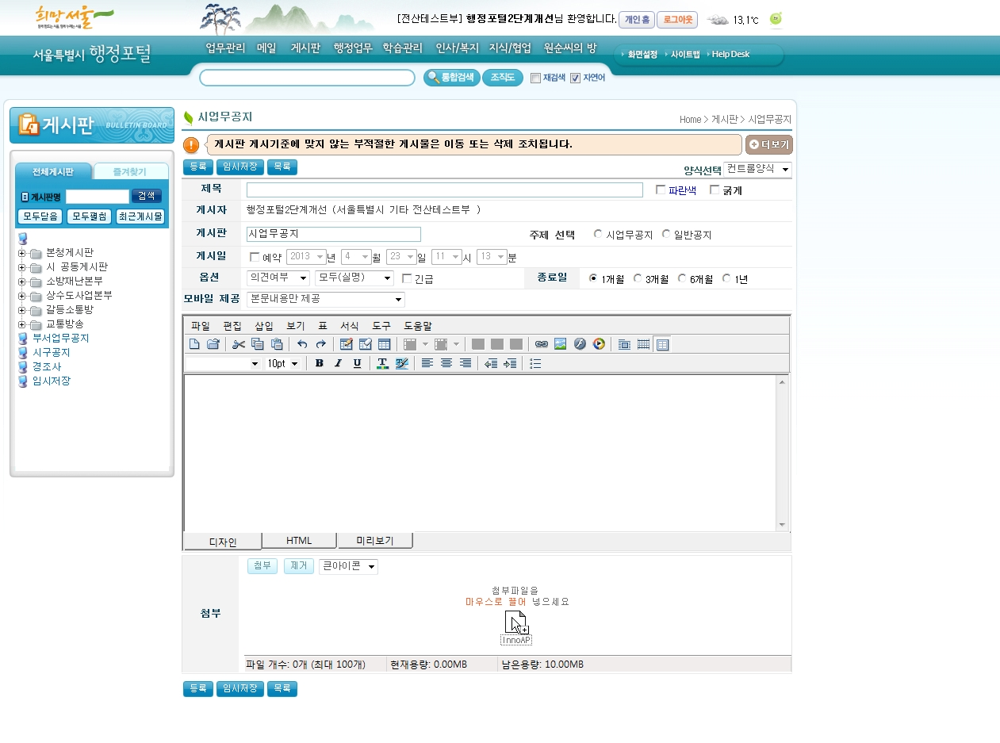 희망서울
[전산테스트부] 행정포털2단계개선님 환영합니다. 개인홈 로그아웃 13.1℃
서울특별시 행정포털
업무관리 메일 게시판 행정업무 학습관리 인사/복지 지식/협업 원순씨의 방
화면설정 사이트맵 Help Desk
통합검색 조직도 재검색 자연어
게시판 BULLETIN BOARD
전체게시판 즐겨찾기
게시판명 검색
모두닫음 모두펼침 최근게시물
본청게시판
시 공동게시판
소방재난본부
상수도사업본부
갈등소통방
교통방송
부서업무공지
시구공지
경조사
임시저장
시업무공지
Home > 게시판 > 시업무공지
게시판 게시기준에 맞지 않는 부적절한 게시물은 이동 또는 삭제 조치됩니다. 더보기
등록 임시저장 목록 양식선택 컨트롤양식
제목 파란색 굵게
게시자 행정포털2단계개선 (서울특별시 기타 전산테스트부 )
게시판 시업무공지 주제 선택 시업무공지 일반공지
게시일 예약 2013 년 4 월 23 일 11 시 13 분
옵션 의견여부 모두(실명) 긴급 종료일 1개월 3개월 6개월 1년
모바일 제공 본문내용만 제공
파일 편집 삽입 보기 표 서식 도구 도움말
10pt B I U T
디자인 HTML 미리보기
첨부 제거 큰아이콘
첨부파일을
마우스로 끌어 넣으세요
InnoAP
첨부
파일 개수: 0개 (최대 100개) 현재용량: 0.00MB 남은용량: 10.00MB
등록 임시저장 목록